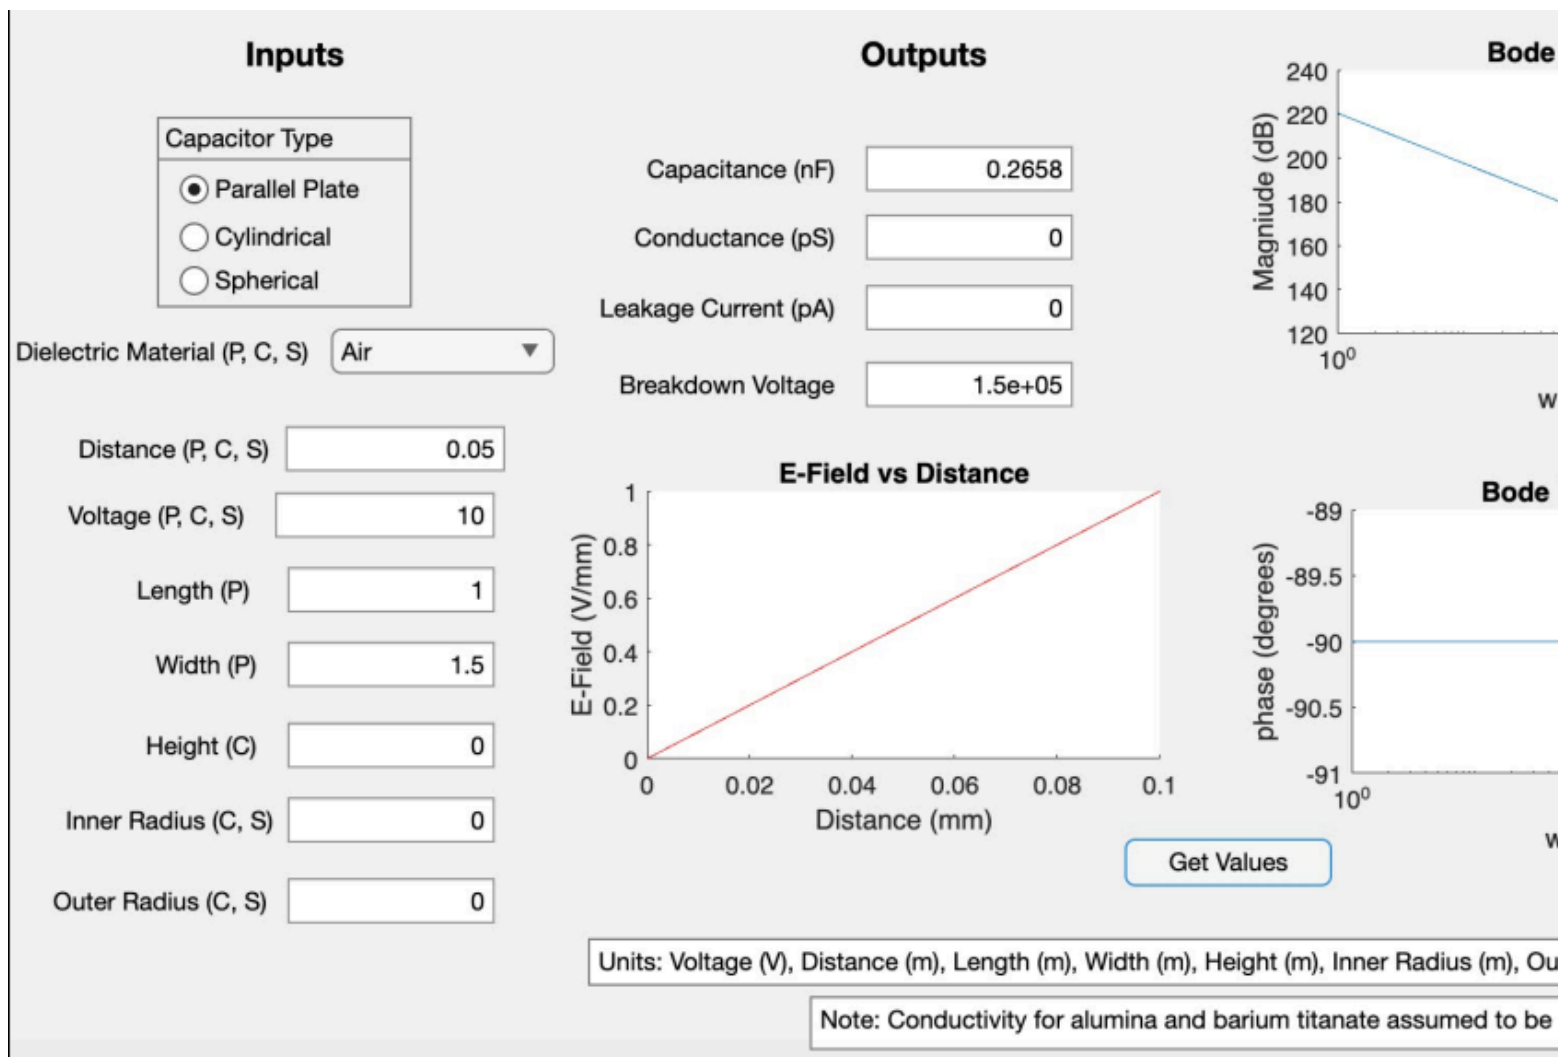 Inputs
Capacitor Type
Parallel Plate
Cylindrical
Spherical
Dielectric Material (P, C, S) Air
Distance (P, C, S) 0.05
Voltage (P, C, S) 10
Length (P) 1
Width (P) 1.5
Height (C) 0
Inner Radius (C, S) 0
Outer Radius (C, S) 0
Outputs
Capacitance (nF) 0.2658
Conductance (pS) 0
Leakage Current (pA) 0
Breakdown Voltage 1.5e+05
E-Field vs Distance
E-Field (V/mm)
1
0.8
0.6
0.4
0.2
0
0 0.02 0.04 0.06 0.08 0.1
Distance (mm)
Bode
Magniude (dB)
240
220
200
180
160
140
120
10^0
w
Bode
phase (degrees)
-89
-89.5
-90
-90.5
-91
10^0
w
Get Values
Units: Voltage (V), Distance (m), Length (m), Width (m), Height (m), Inner Radius (m), Ou
Note: Conductivity for alumina and barium titanate assumed to be